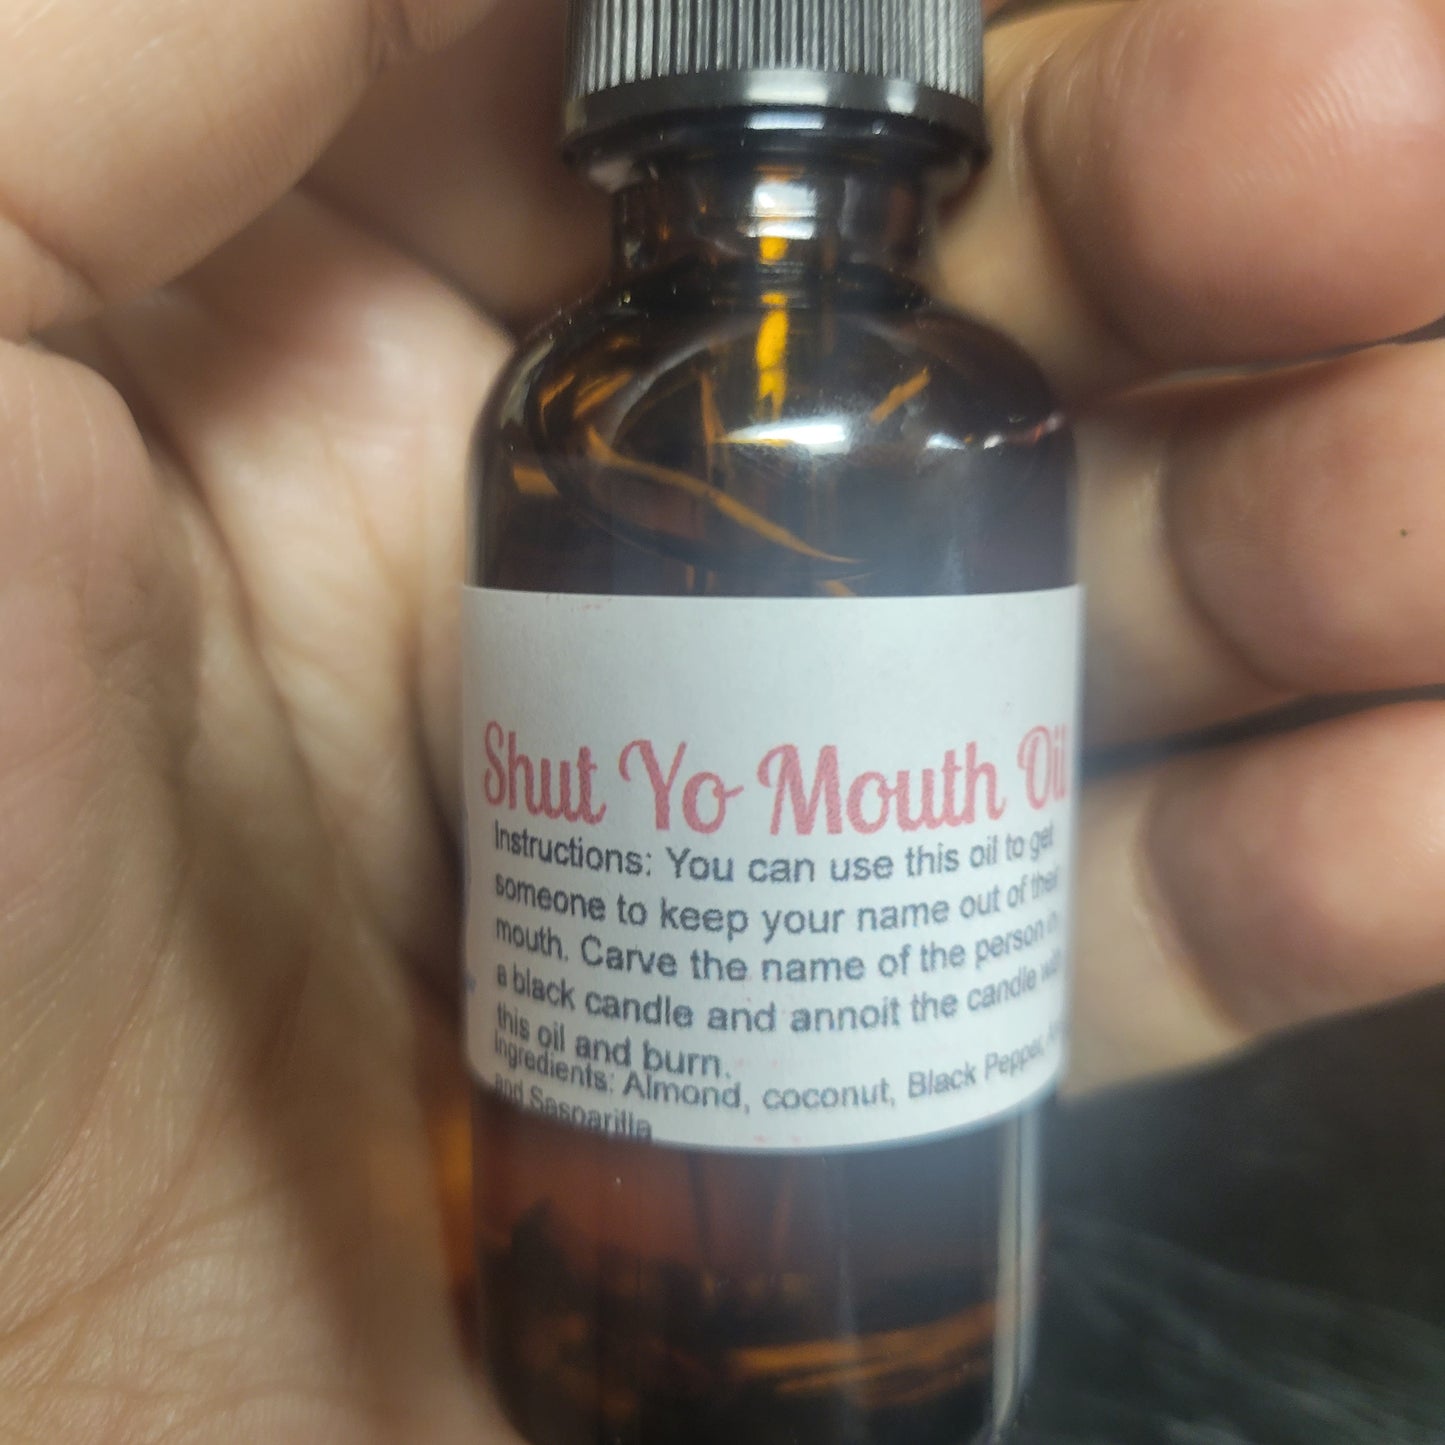 Shut Yo Mouth Oil
Instructions: You can use this oil to get
someone to keep your name out of their
mouth. Carve the name of the person in
a black candle and annoit the candle with
this oil and burn.
Ingredients: Almond, coconut, Black Pepper,
and Sasparilla